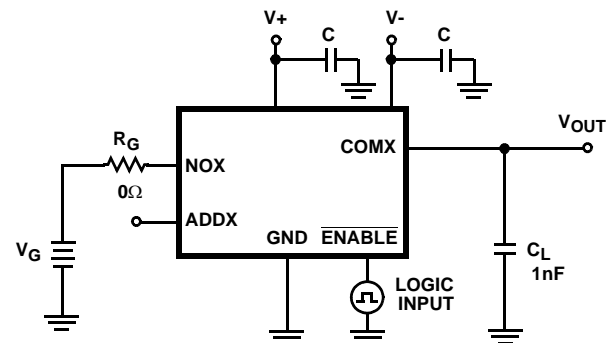 V+
C
V-
C
RG
0Ω
NOX
COMX
VOUT
ADDX
VG
GND
ENABLE
LOGIC
INPUT
CL
1nF